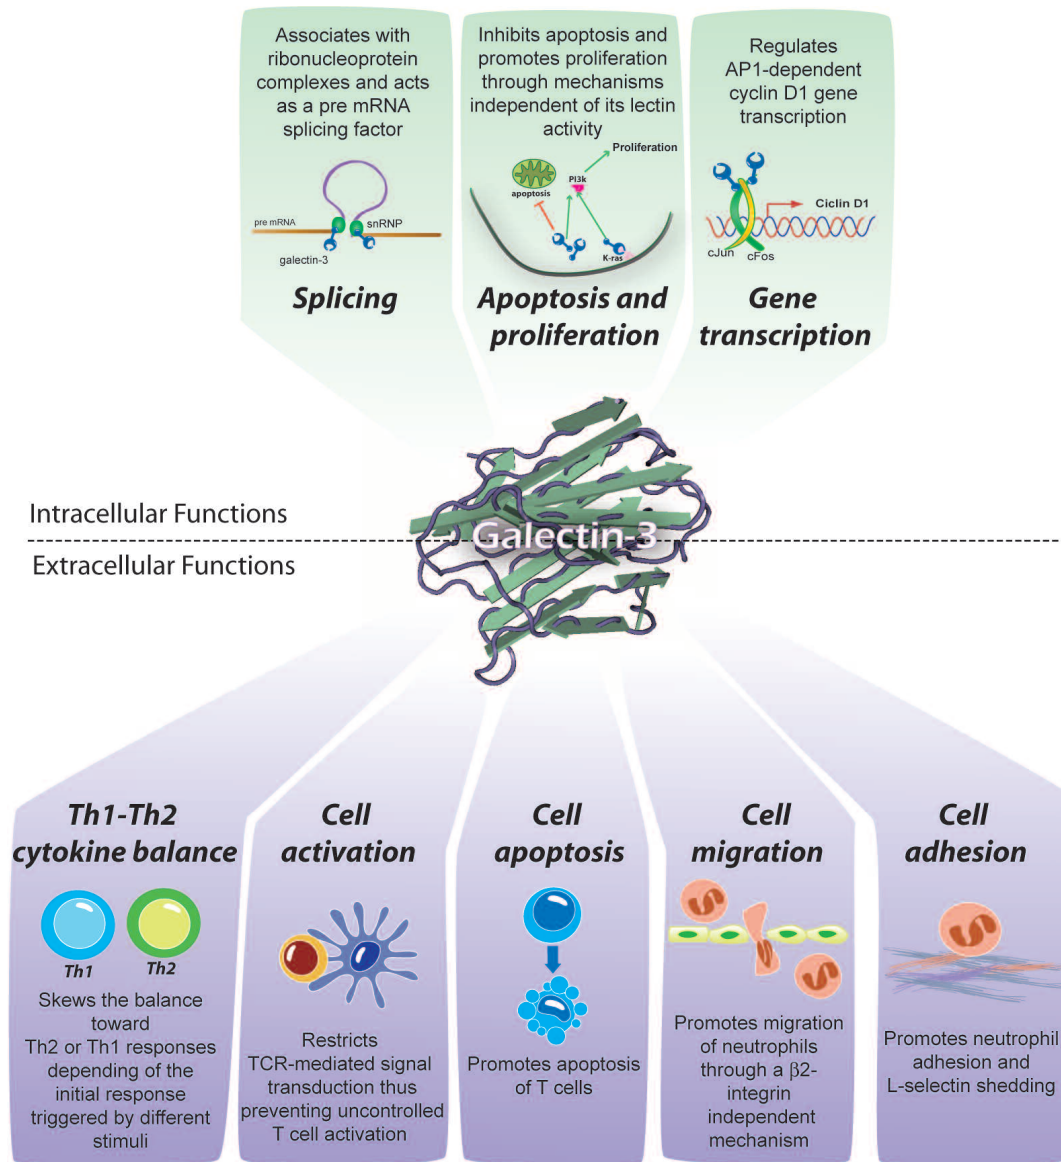 Associates with
ribonucleoprotein
complexes and acts
as a pre mRNA
splicing factor
pre mRNA
snRNP
galectin-3
Splicing
Inhibits apoptosis and
promotes proliferation
through mechanisms
independent of its lectin
activity
Proliferation
PI3k
apoptosis
K-ras
Apoptosis and
proliferation
Regulates
AP1-dependent
cyclin D1 gene
transcription
Ciclin D1
cJun
cFos
Gene
transcription
Intracellular Functions
Galectin-3
Extracellular Functions
Th1-Th2
cytokine balance
Th1
Th2
Skews the balance
toward
Th2 or Th1 responses
depending of the
initial response
triggered by different
stimuli
Cell
activation
Restricts
TCR-mediated signal
transduction thus
preventing uncontrolled
T cell activation
Cell
apoptosis
Promotes apoptosis
of T cells
Cell
migration
Promotes migration
of neutrophils
through a β2-
integrin
independent
mechanism
Cell
adhesion
Promotes neutrophil
adhesion and
L-selectin shedding